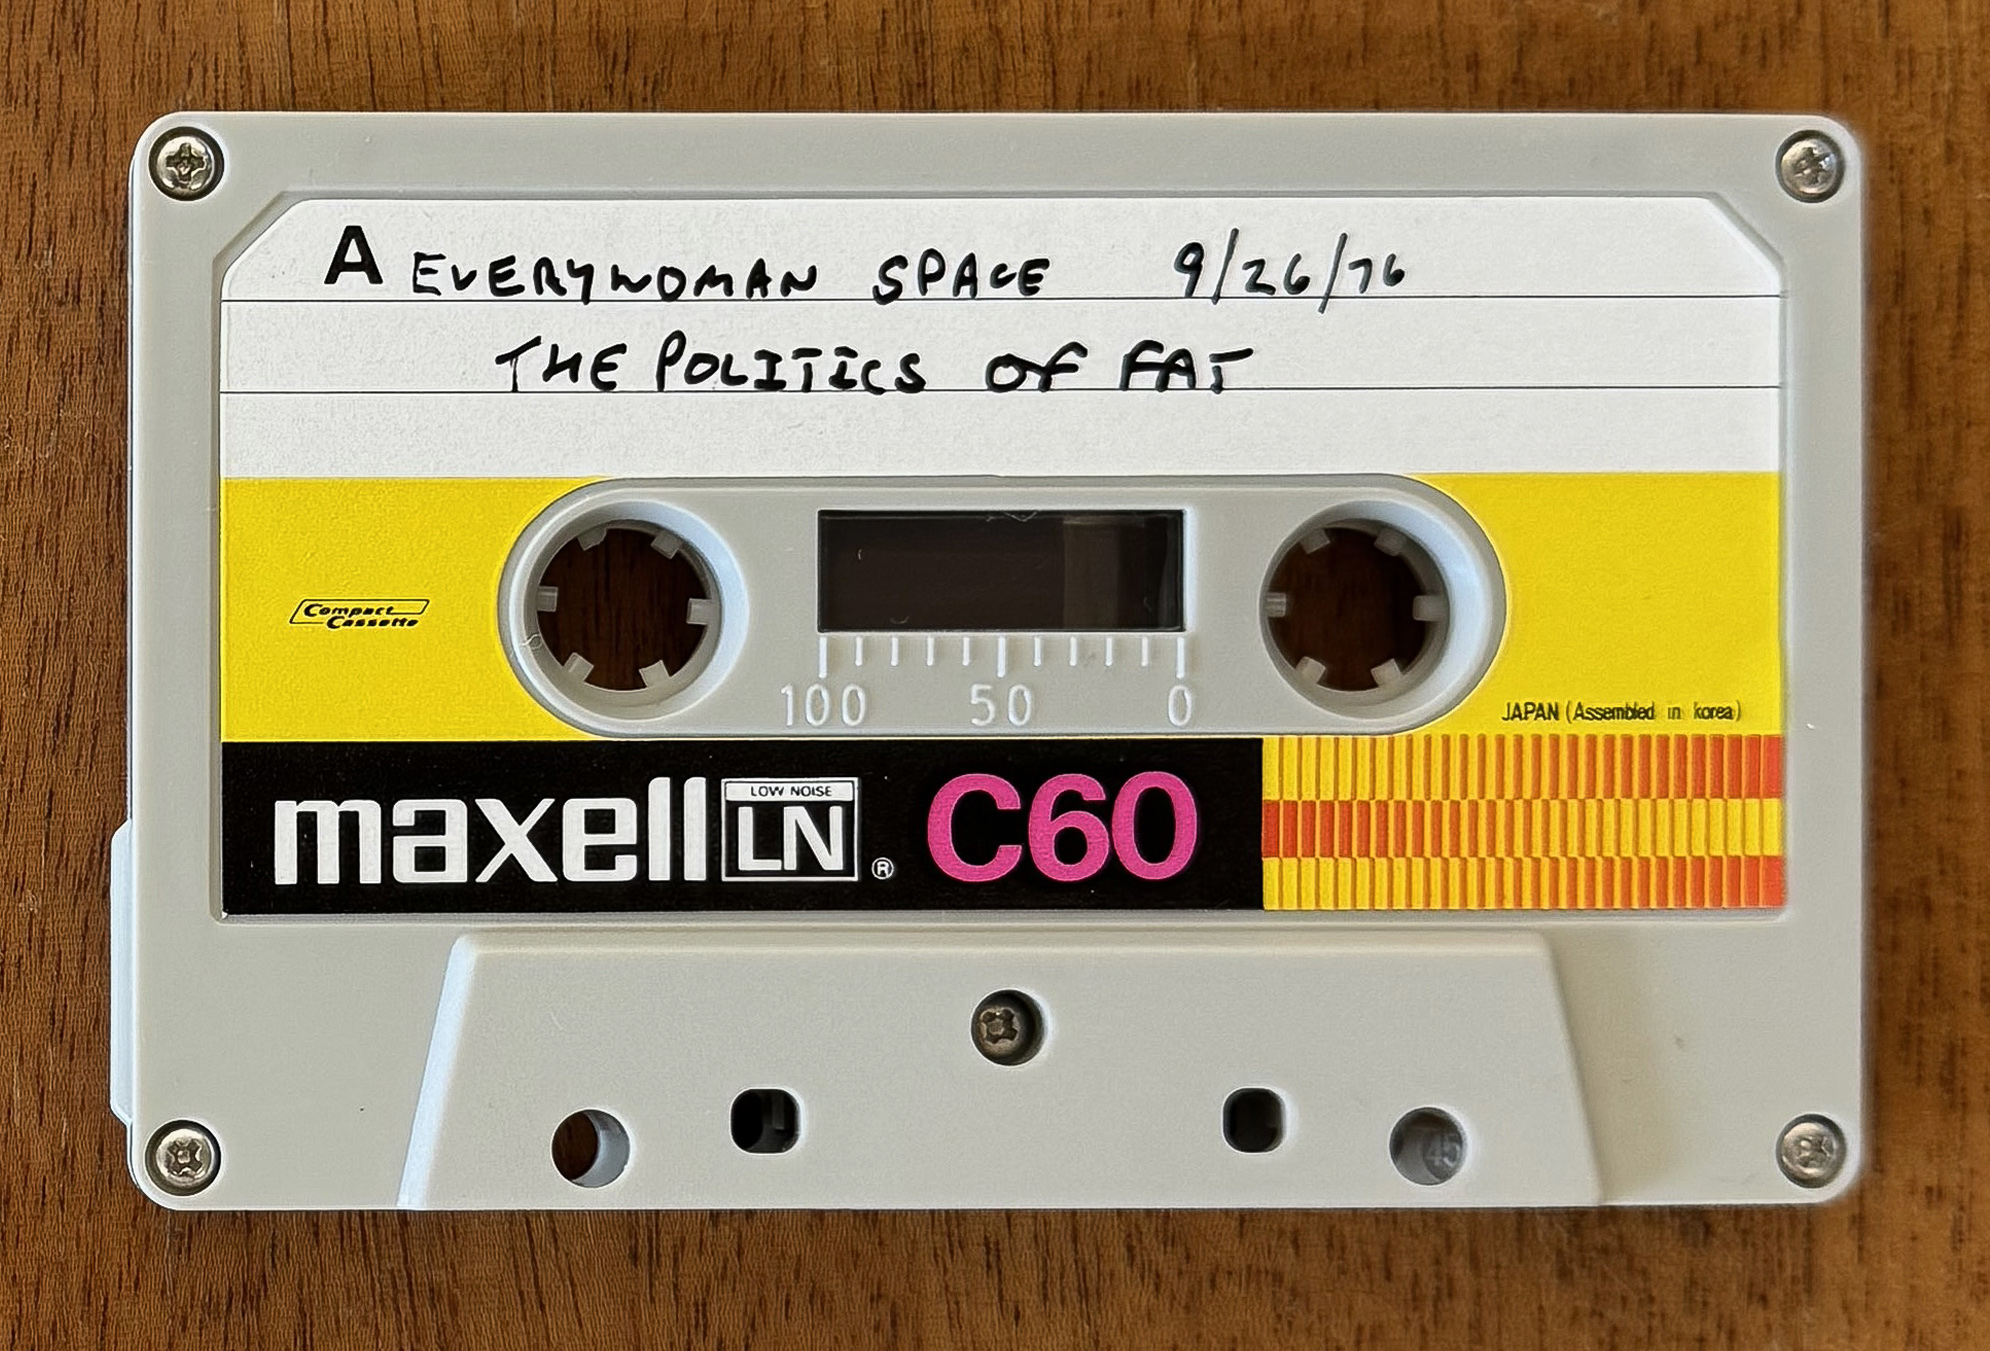 A EVERYWOMAN SPACE 9/26/76
THE POLITICS OF FAT
Compact
Cassette
100 50 0
JAPAN (Assembled in korea)
maxell LOW NOISE LN ® C60
45